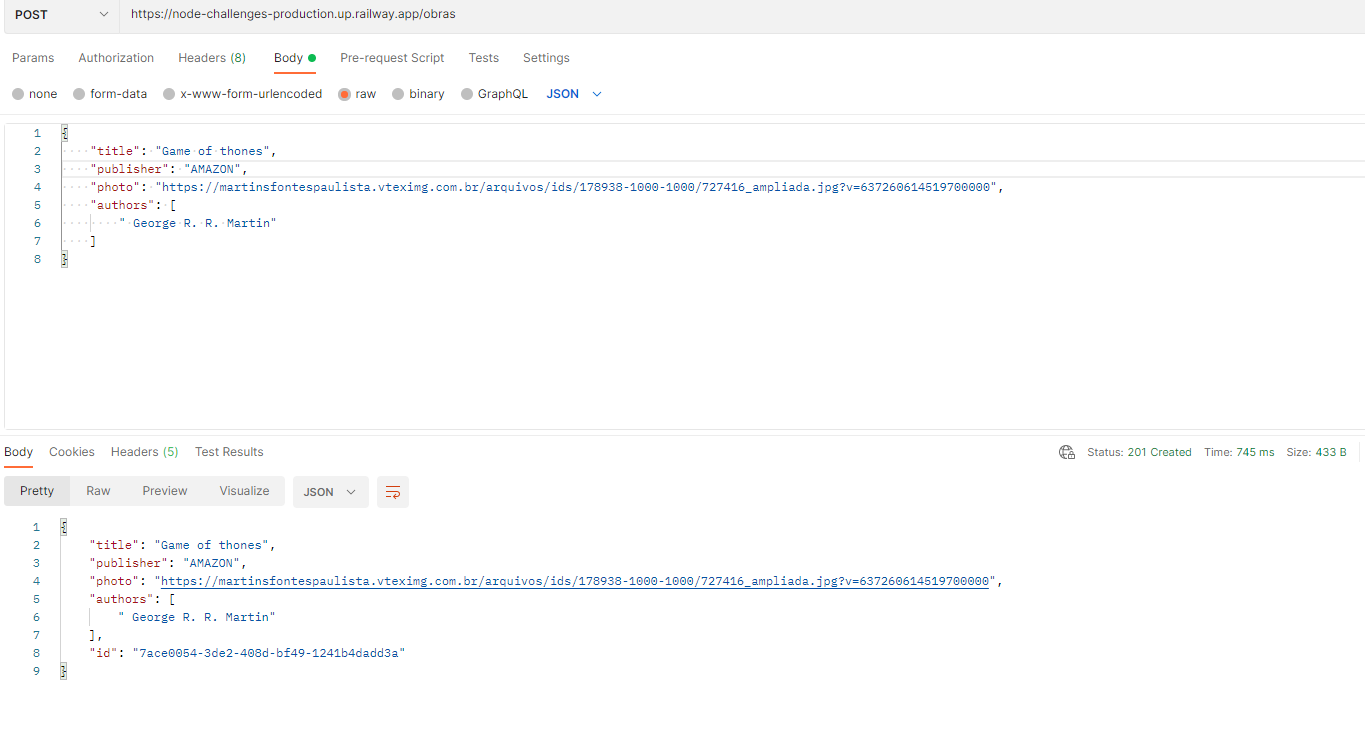 POST https://node-challenges-production.up.railway.app/obras
Params Authorization Headers (8) Body Pre-request Script Tests Settings
none form-data x-www-form-urlencoded raw binary GraphQL JSON
1 {
2 "title": "Game of thones",
3 "publisher": "AMAZON",
4 "photo": "https://martinsfontespaulista.vteximg.com.br/arquivos/ids/178938-1000-1000/727416_ampliada.jpg?v=637260614519700000",
5 "authors": [
6 " George R. R. Martin"
7 ]
8 }
Body Cookies Headers (5) Test Results Status: 201 Created Time: 745 ms Size: 433 B
Pretty Raw Preview Visualize JSON
1 {
2 "title": "Game of thones",
3 "publisher": "AMAZON",
4 "photo": "https://martinsfontespaulista.vteximg.com.br/arquivos/ids/178938-1000-1000/727416_ampliada.jpg?v=637260614519700000",
5 "authors": [
6 " George R. R. Martin"
7 ],
8 "id": "7ace0054-3de2-408d-bf49-1241b4dadd3a"
9 }